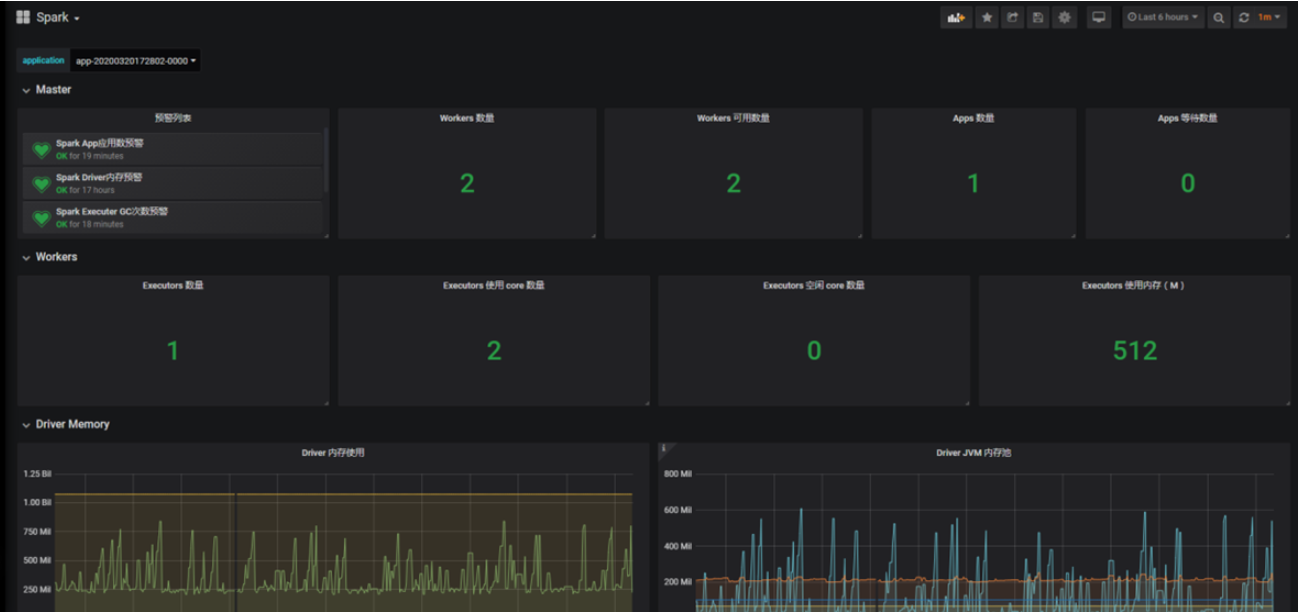 Spark
Last 6 hours
1m
application
app-20200320172802-0000
Master
预警列表
Spark App应用数预警
OK for 19 minutes
Spark Driver内存预警
OK for 17 hours
Spark Executer GC次数预警
OK for 18 minutes
Workers 数量
2
Workers 可用数量
2
Apps 数量
1
Apps 等待数量
0
Workers
Executors 数量
1
Executors 使用 core 数量
2
Executors 空闲 core 数量
0
Executors 使用内存（M）
512
Driver Memory
Driver 内存使用
1.25 Bil
1.00 Bil
750 Mil
500 Mil
250 Mil
i
Driver JVM 内存池
800 Mil
600 Mil
400 Mil
200 Mil